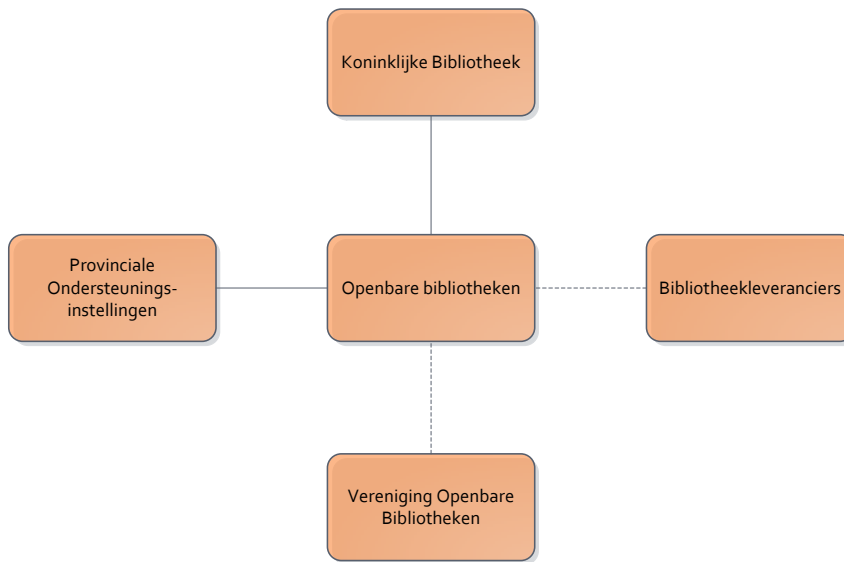 Koninklijke Bibliotheek
Provinciale
Ondersteunings-
instellingen
Openbare bibliotheken
Bibliotheekleveranciers
Vereniging Openbare
Bibliotheken